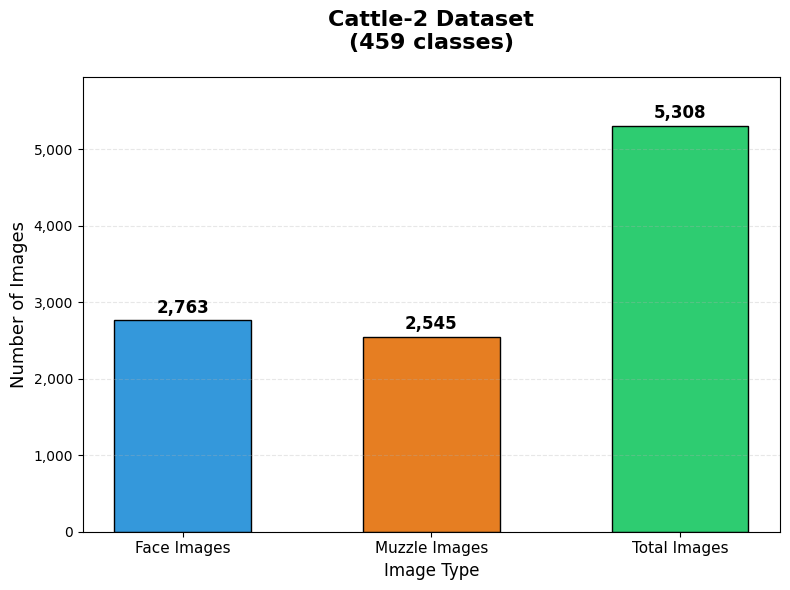 Cattle-2 Dataset
(459 classes)
5,308
2,763
2,545
5,000
4,000
3,000
2,000
1,000
0
Number of Images
Face Images
Muzzle Images
Total Images
Image Type